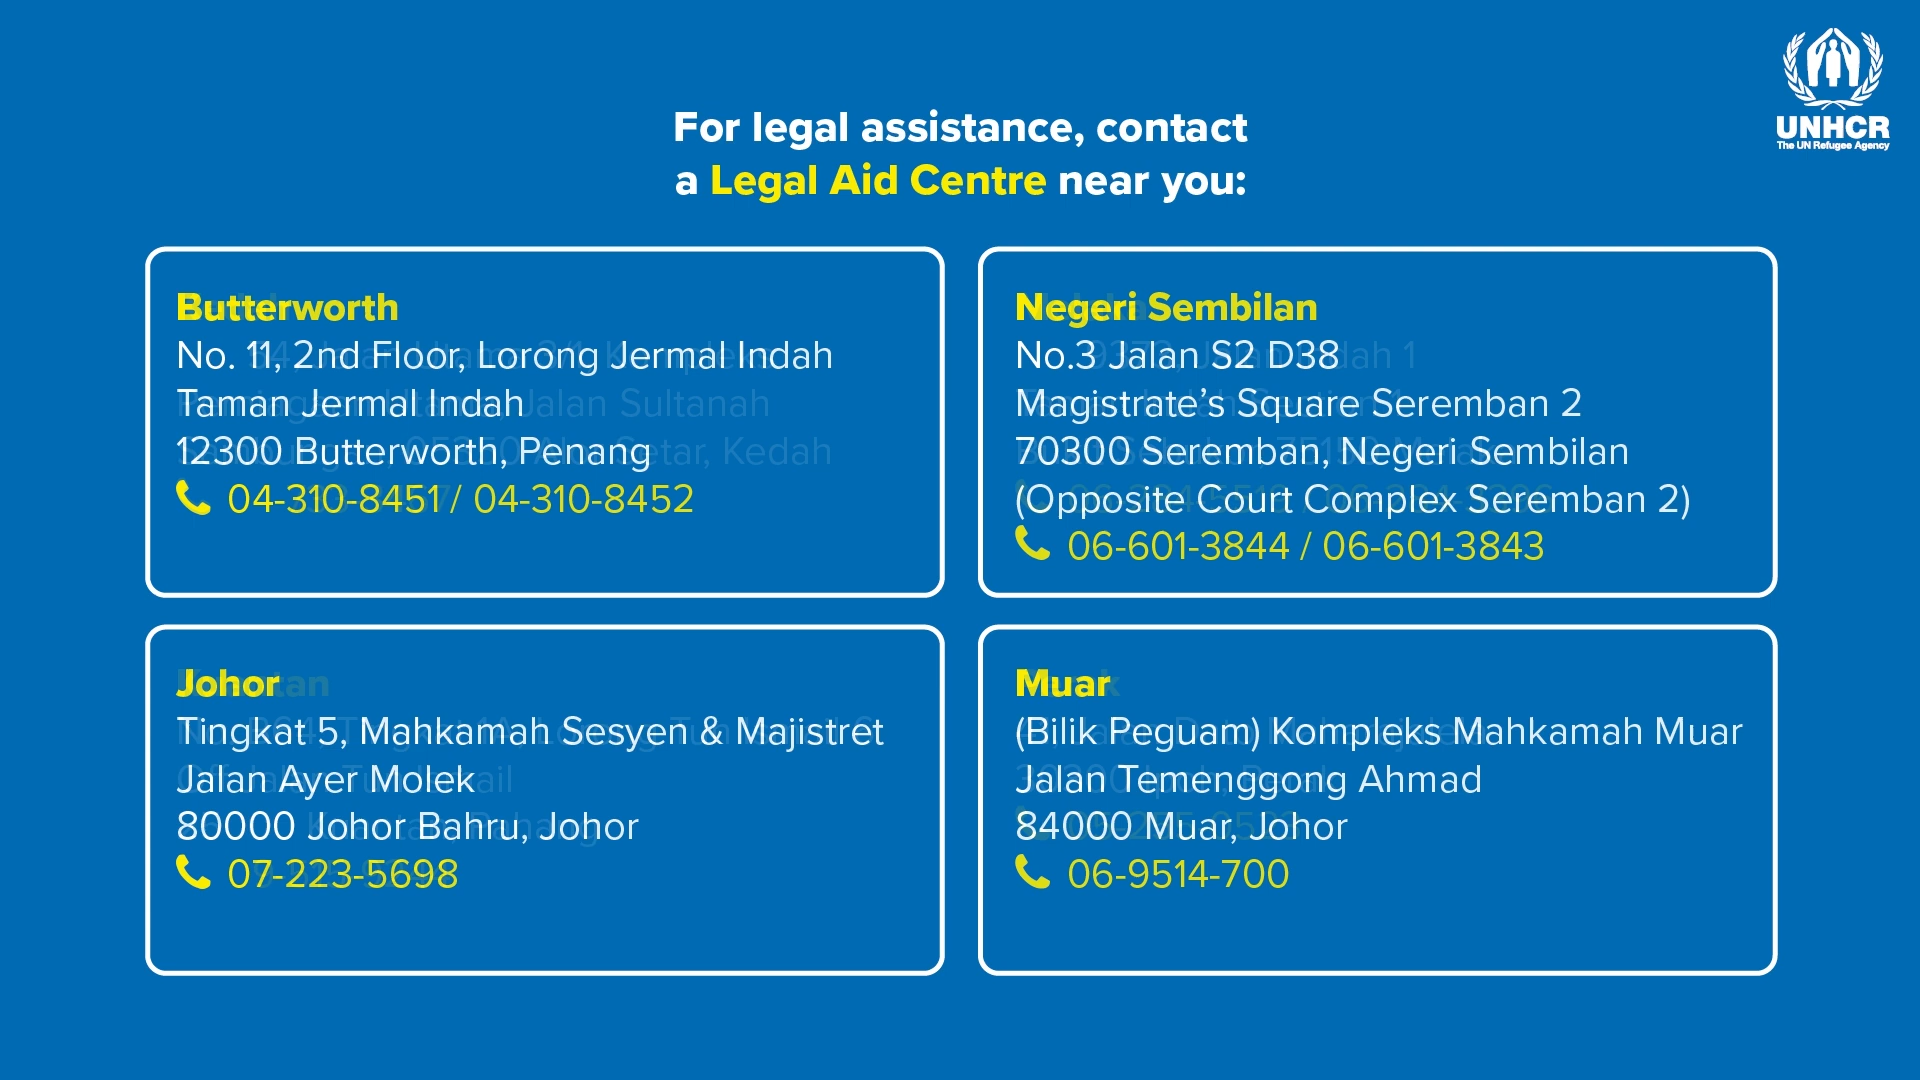 UNHCR
The UN Refugee Agency
For legal assistance, contact
a Legal Aid Centre near you:
Butterworth
No. 11, 2nd Floor, Lorong Jermal Indah
Taman Jermal Indah
12300 Butterworth, Penang
04-310-8451 / 04-310-8452
Negeri Sembilan
No.3 Jalan S2 D38
Magistrate’s Square Seremban 2
70300 Seremban, Negeri Sembilan
(Opposite Court Complex Seremban 2)
06-601-3844 / 06-601-3843
Johor
Tingkat 5, Mahkamah Sesyen & Majistret
Jalan Ayer Molek
80000 Johor Bahru, Johor
07-223-5698
Muar
(Bilik Peguam) Kompleks Mahkamah Muar
Jalan Temenggong Ahmad
84000 Muar, Johor
06-9514-700